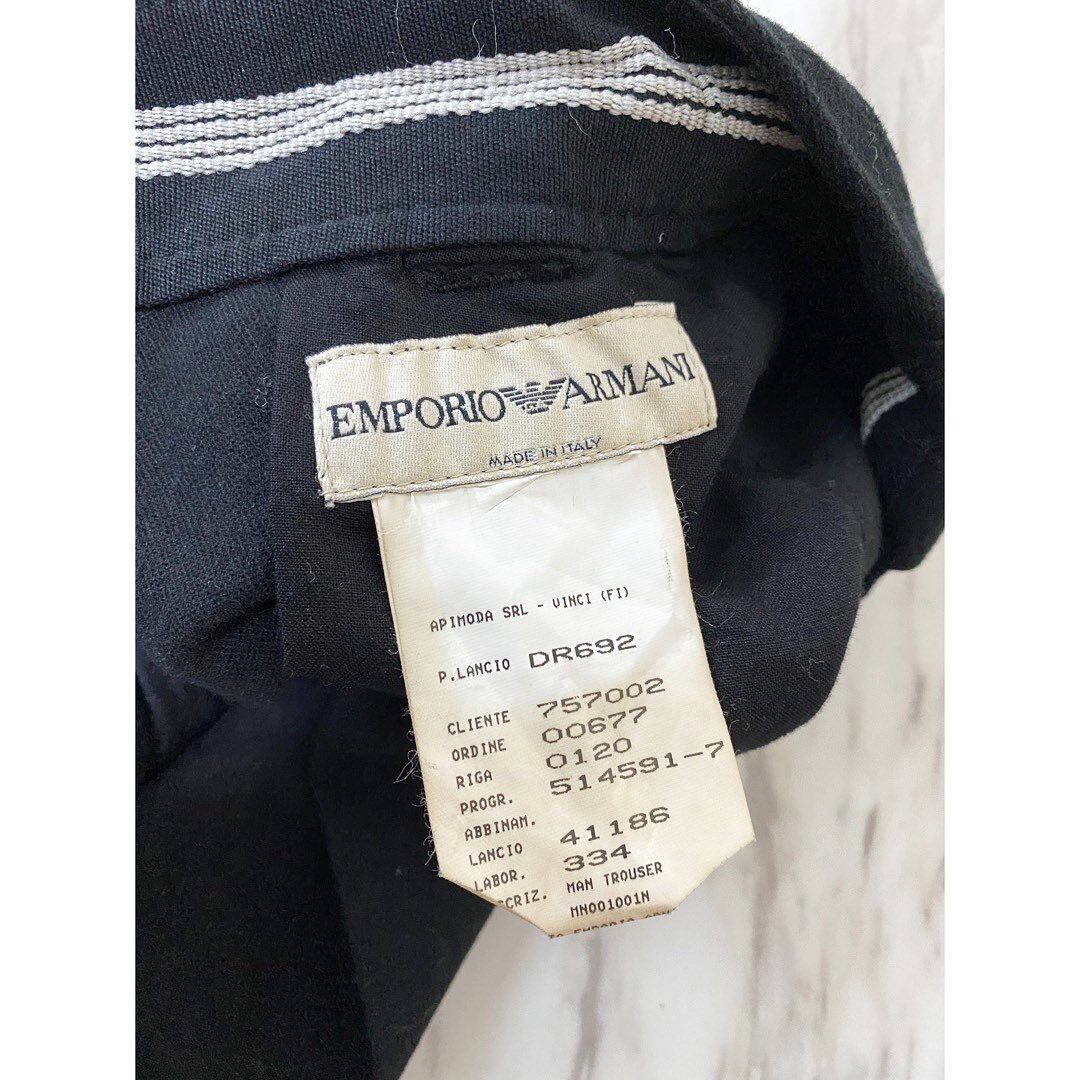 EMPORIO ARMANI
MADE IN ITALY
APIMODA SRL - VINCI (FI)
P.LANCIO DR692
CLIENTE 757002
ORDINE 00677
RIGA 0120
PROGR. 514591-7
ABBINAM.
LANCIO 41186
LABOR. 334
CRIZ. MAN TROUSER
MN001001N